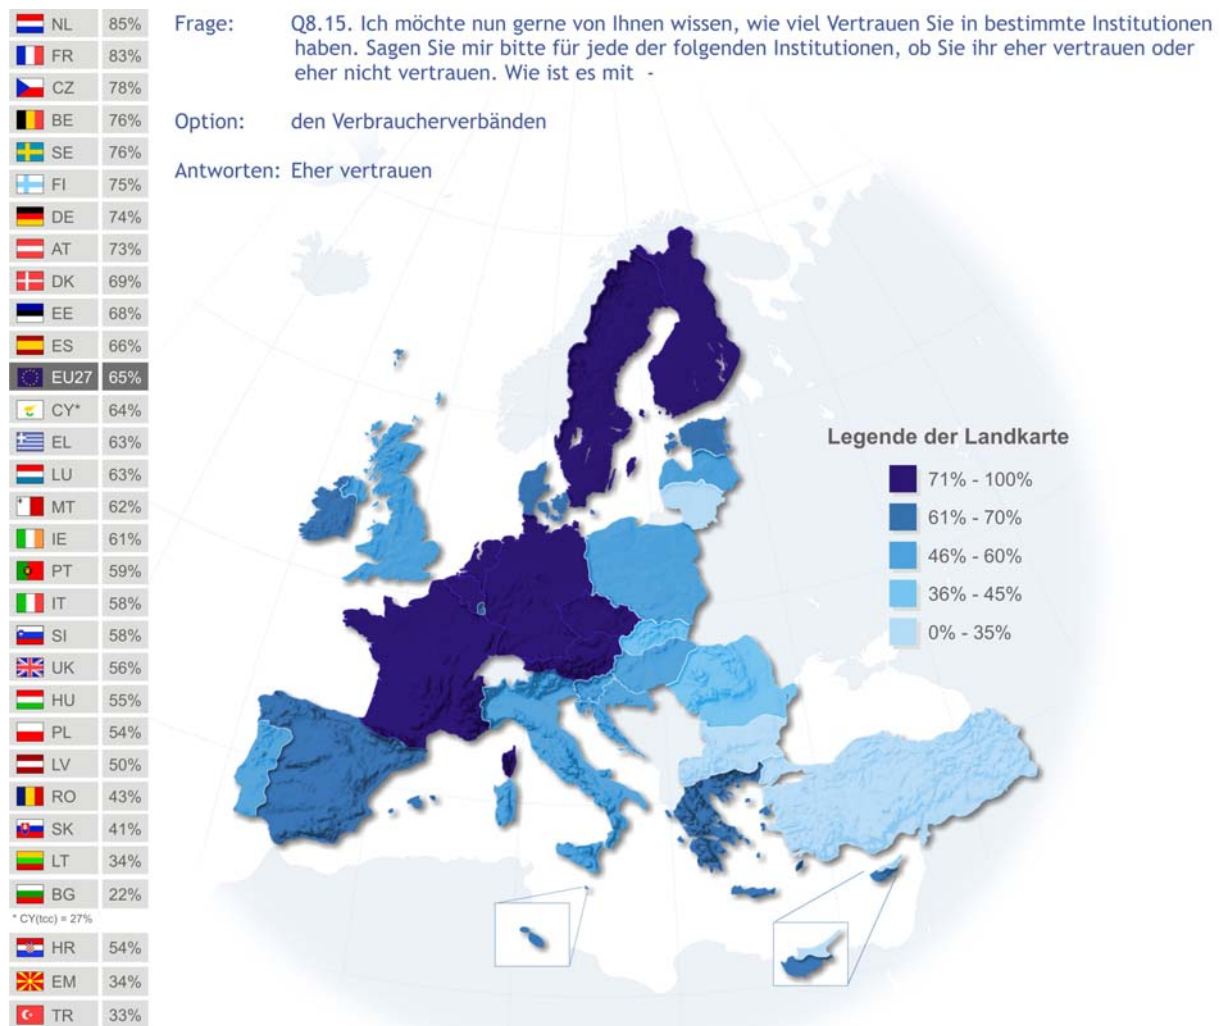 Frage: Q8.15. Ich möchte nun gerne von Ihnen wissen, wie viel Vertrauen Sie in bestimmte Institutionen
haben. Sagen Sie mir bitte für jede der folgenden Institutionen, ob Sie ihr eher vertrauen oder
eher nicht vertrauen. Wie ist es mit -
Option: den Verbraucherverbänden
Antworten: Eher vertrauen
NL 85%
FR 83%
CZ 78%
BE 76%
SE 76%
FI 75%
DE 74%
AT 73%
DK 69%
EE 68%
ES 66%
EU27 65%
CY* 64%
EL 63%
LU 63%
MT 62%
IE 61%
PT 59%
IT 58%
SI 58%
UK 56%
HU 55%
PL 54%
LV 50%
RO 43%
SK 41%
LT 34%
BG 22%
* CY(tcc) = 27%
HR 54%
EM 34%
TR 33%
Legende der Landkarte
71% - 100%
61% - 70%
46% - 60%
36% - 45%
0% - 35%